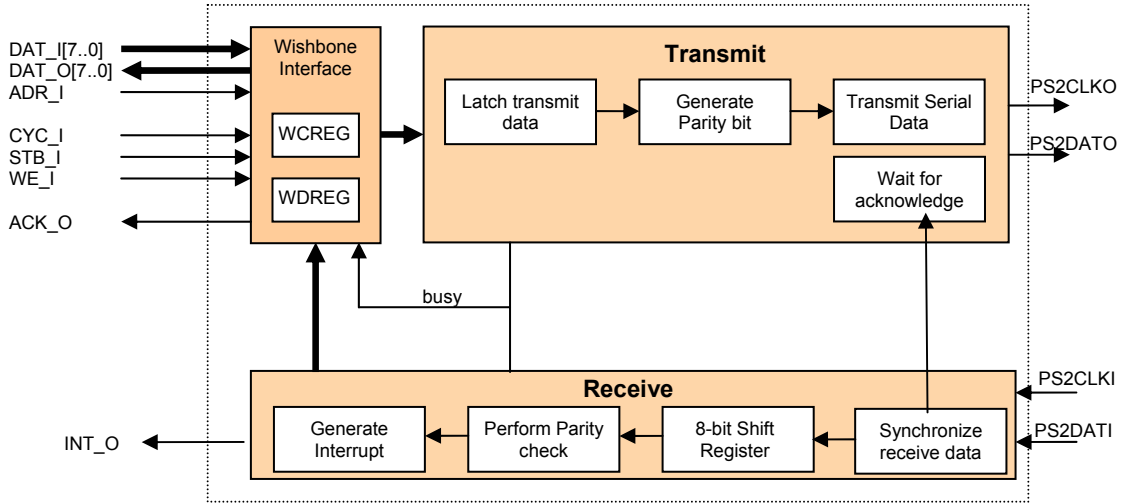 DAT_I[7..0]
DAT_O[7..0]
ADR_I
CYC_I
STB_I
WE_I
ACK_O
Wishbone
Interface
WCREG
WDREG
Transmit
Latch transmit
data
Generate
Parity bit
Transmit Serial
Data
Wait for
acknowledge
PS2CLKO
PS2DATO
busy
Receive
Generate
Interrupt
Perform Parity
check
8-bit Shift
Register
Synchronize
receive data
PS2CLKI
PS2DATI
INT_O